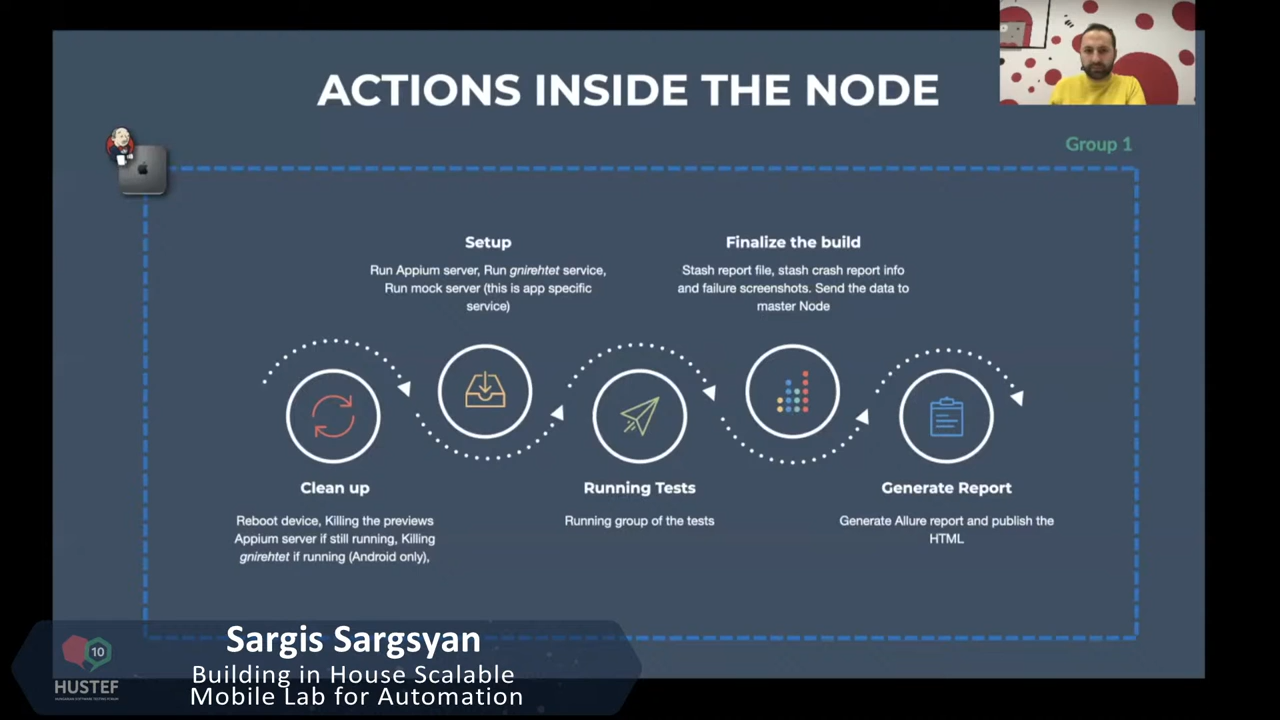 ACTIONS INSIDE THE NODE
Group 1
Setup
Run Appium server, Run gnirehtet service,
Run mock server (this is app specific
service)
Finalize the build
Stash report file, stash crash report info
and failure screenshots. Send the data to
master Node
Clean up
Reboot device, Killing the previews
Appium server if still running, Killing
gnirehtet if running (Android only),
Running Tests
Running group of the tests
Generate Report
Generate Allure report and publish the
HTML
10
HUSTEF
Sargis Sargsyan
Building in House Scalable
Mobile Lab for Automation